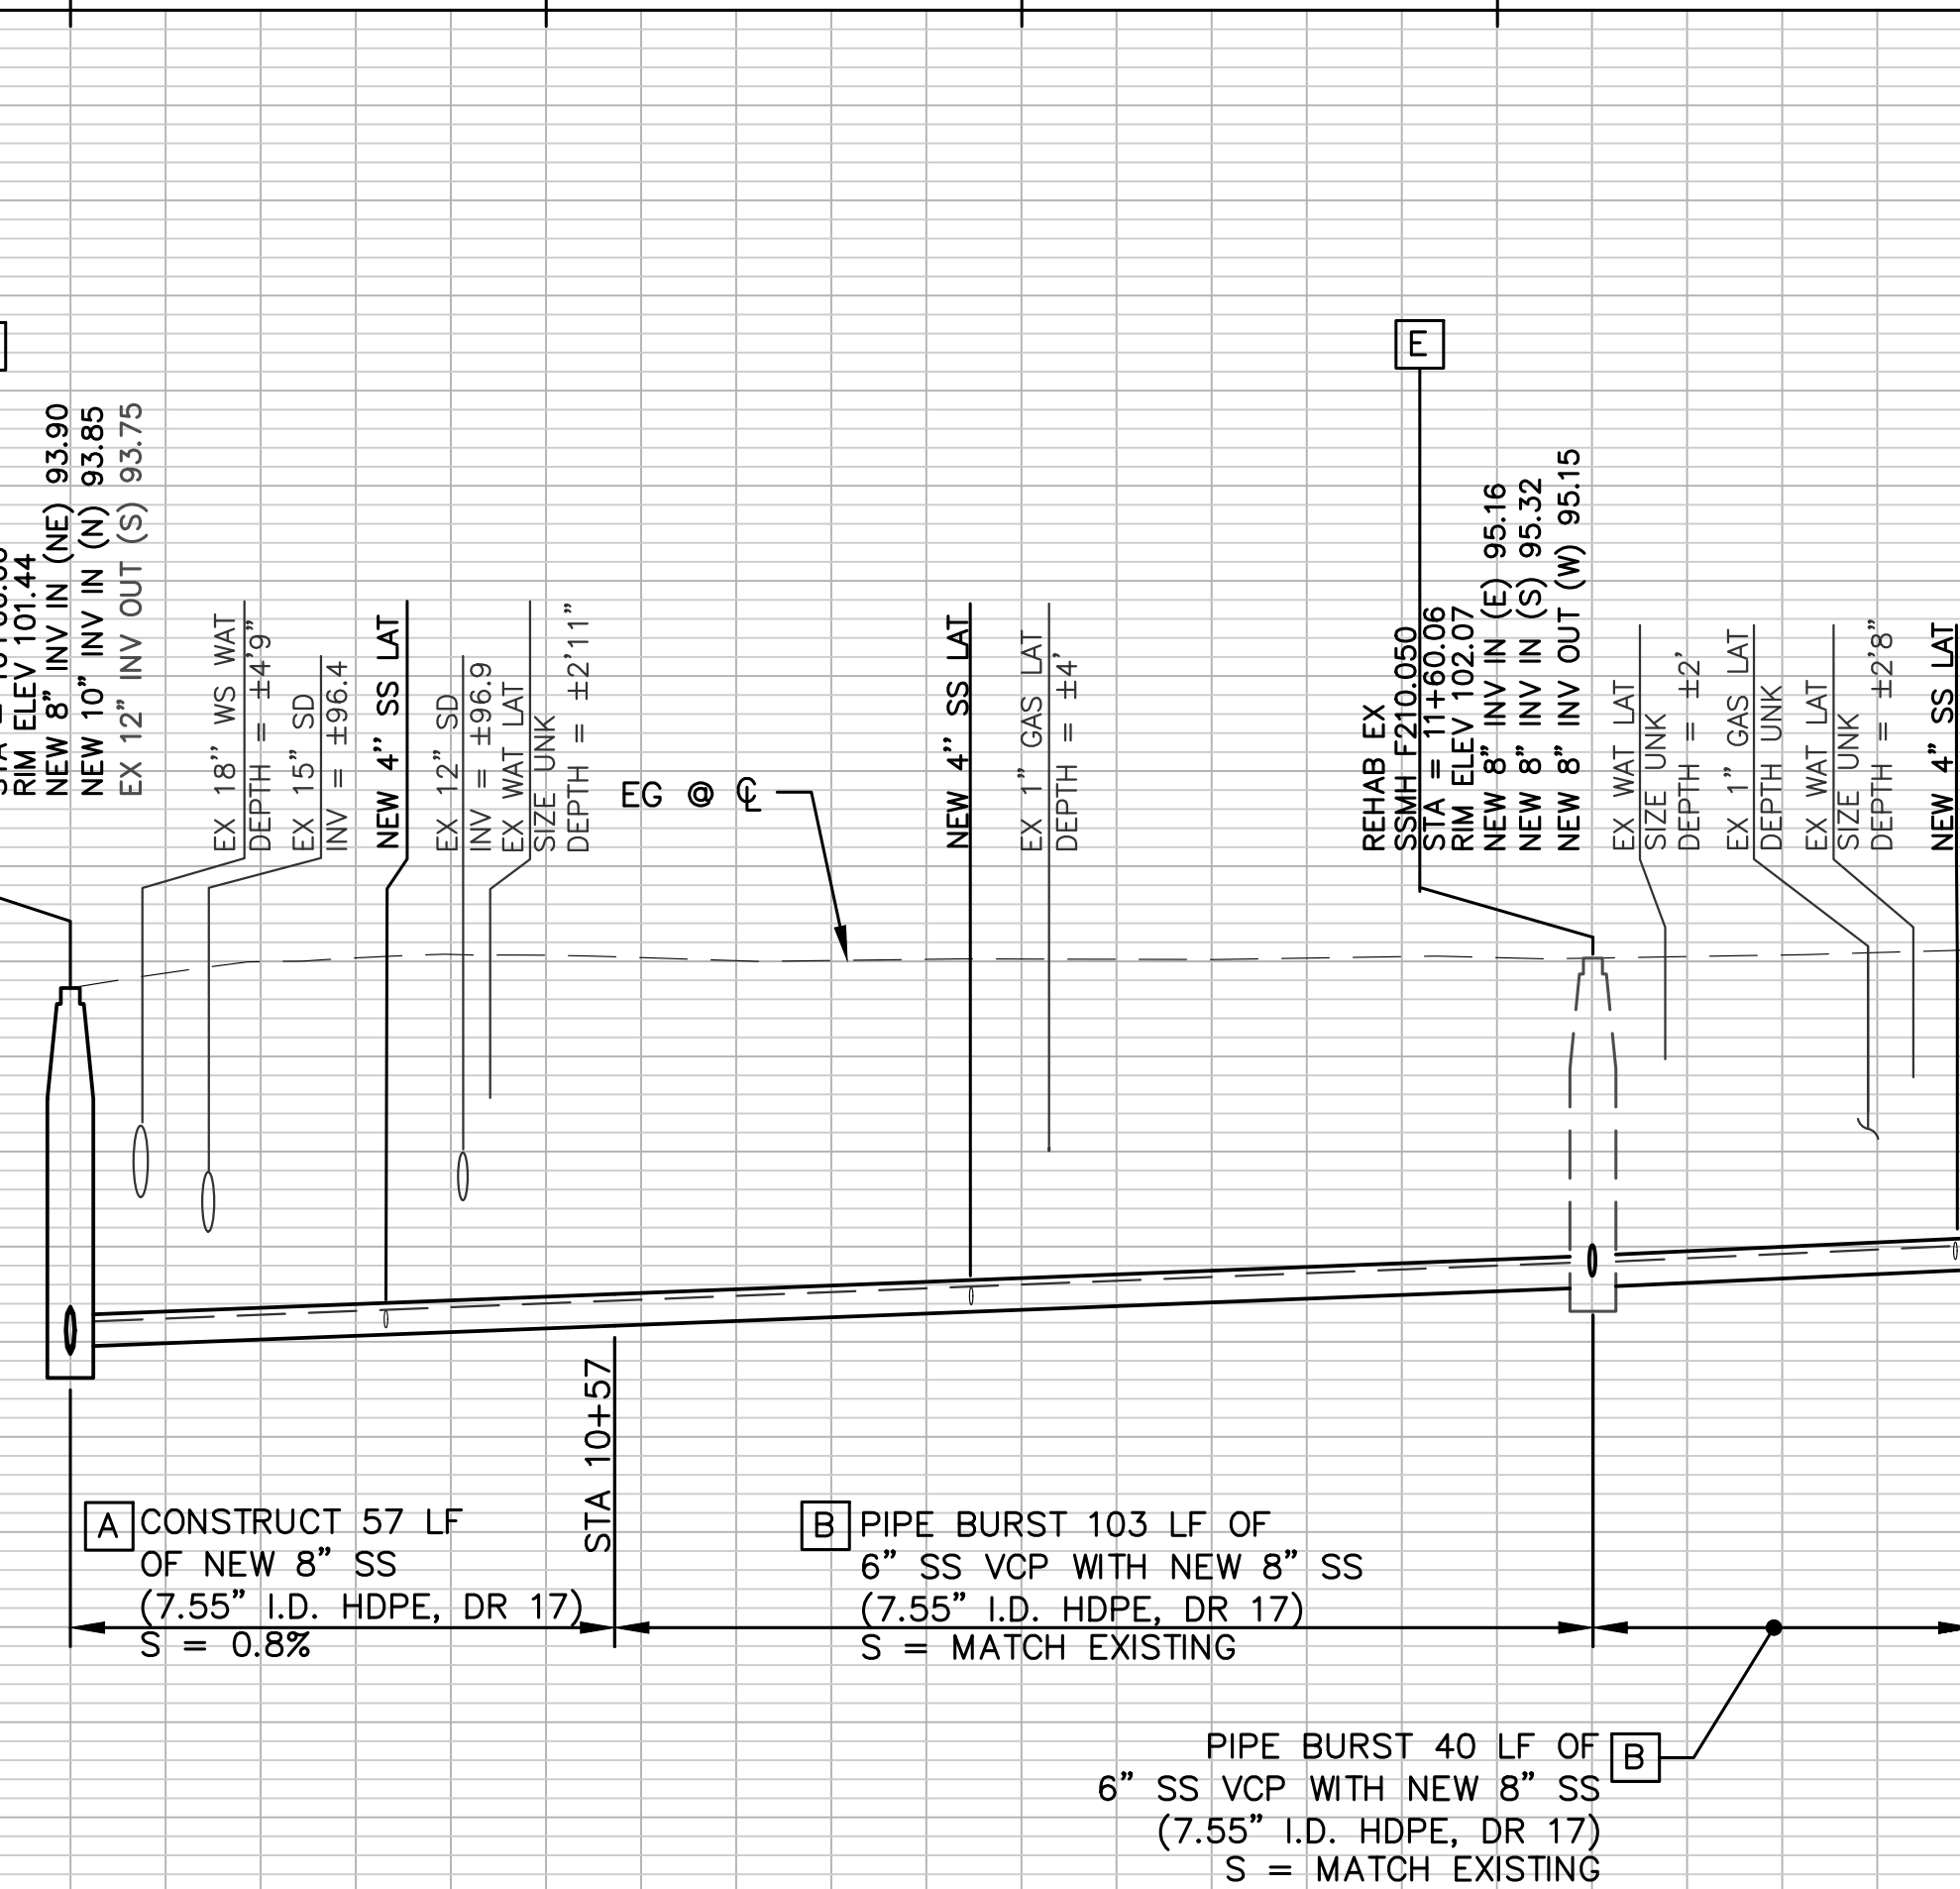 RIM ELEV 101.44
NEW 8" INV IN (NE) 93.90
NEW 10" INV IN (N) 93.85
EX 12" INV OUT (S) 93.75
EX 18" WS WAT
DEPTH = ±4'9"
EX 15" SD
INV = ±96.4
NEW 4" SS LAT
EX 12" SD
INV = ±96.9
EX WAT LAT
SIZE UNK
DEPTH = ±2'11"
EG @ ℄
NEW 4" SS LAT
EX 1" GAS LAT
DEPTH = ±4'
E
REHAB EX
SSMH F210.050
STA = 11+60.06
RIM ELEV 102.07
NEW 8" INV IN (E) 95.16
NEW 8" INV IN (S) 95.32
NEW 8" INV OUT (W) 95.15
EX WAT LAT
SIZE UNK
DEPTH = ±2'
EX 1" GAS LAT
DEPTH UNK
EX WAT LAT
SIZE UNK
DEPTH = ±2'8"
NEW 4" SS LAT
STA 10+57
A CONSTRUCT 57 LF
OF NEW 8" SS
(7.55" I.D. HDPE, DR 17)
S = 0.8%
B PIPE BURST 103 LF OF
6" SS VCP WITH NEW 8" SS
(7.55" I.D. HDPE, DR 17)
S = MATCH EXISTING
PIPE BURST 40 LF OF B
6" SS VCP WITH NEW 8" SS
(7.55" I.D. HDPE, DR 17)
S = MATCH EXISTING